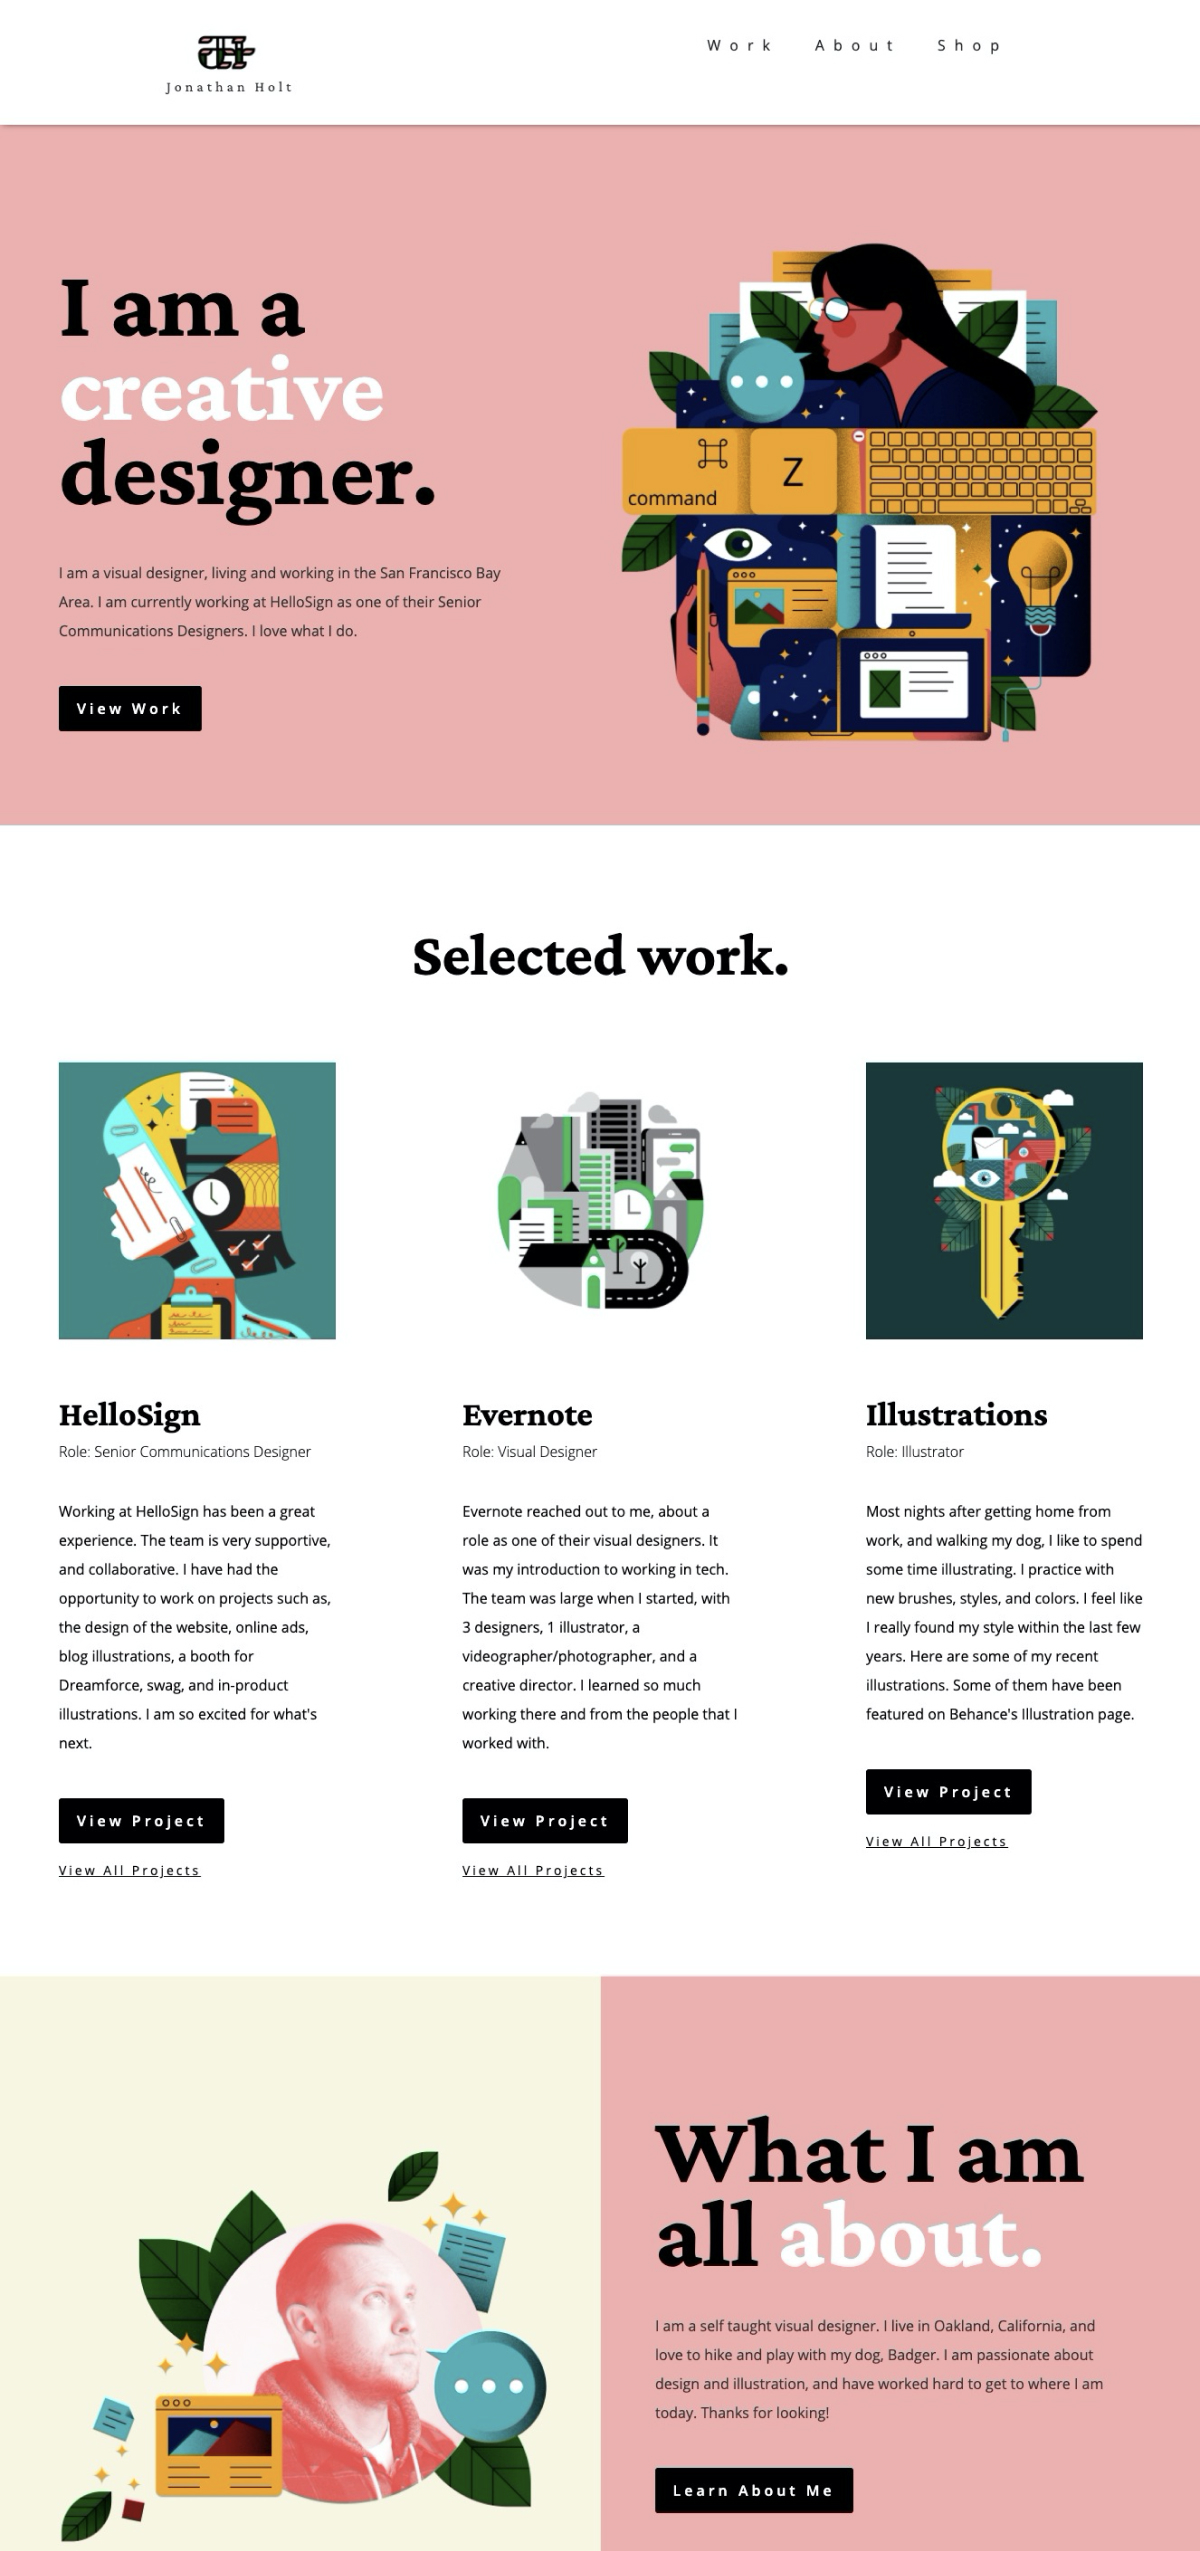 Jonathan Holt
Work About Shop
I am a
creative
designer.
I am a visual designer, living and working in the San Francisco Bay
Area. I am currently working at HelloSign as one of their Senior
Communications Designers. I love what I do.
View Work
command
Z
Selected work.
HelloSign
Role: Senior Communications Designer
Working at HelloSign has been a great
experience. The team is very supportive,
and collaborative. I have had the
opportunity to work on projects such as,
the design of the website, online ads,
blog illustrations, a booth for
Dreamforce, swag, and in-product
illustrations. I am so excited for what's
next.
View Project
View All Projects
Evernote
Role: Visual Designer
Evernote reached out to me, about a
role as one of their visual designers. It
was my introduction to working in tech.
The team was large when I started, with
3 designers, 1 illustrator, a
videographer/photographer, and a
creative director. I learned so much
working there and from the people that I
worked with.
View Project
View All Projects
Illustrations
Role: Illustrator
Most nights after getting home from
work, and walking my dog, I like to spend
some time illustrating. I practice with
new brushes, styles, and colors. I feel like
I really found my style within the last few
years. Here are some of my recent
illustrations. Some of them have been
featured on Behance's Illustration page.
View Project
View All Projects
What I am
all about.
I am a self taught visual designer. I live in Oakland, California, and
love to hike and play with my dog, Badger. I am passionate about
design and illustration, and have worked hard to get to where I am
today. Thanks for looking!
Learn About Me